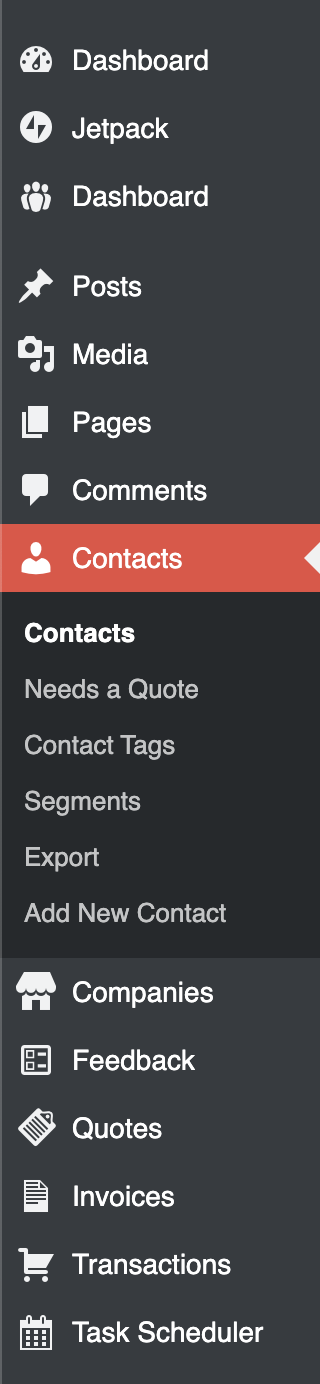 Dashboard
Jetpack
Dashboard
Posts
Media
Pages
Comments
Contacts
Contacts
Needs a Quote
Contact Tags
Segments
Export
Add New Contact
Companies
Feedback
Quotes
Invoices
Transactions
Task Scheduler